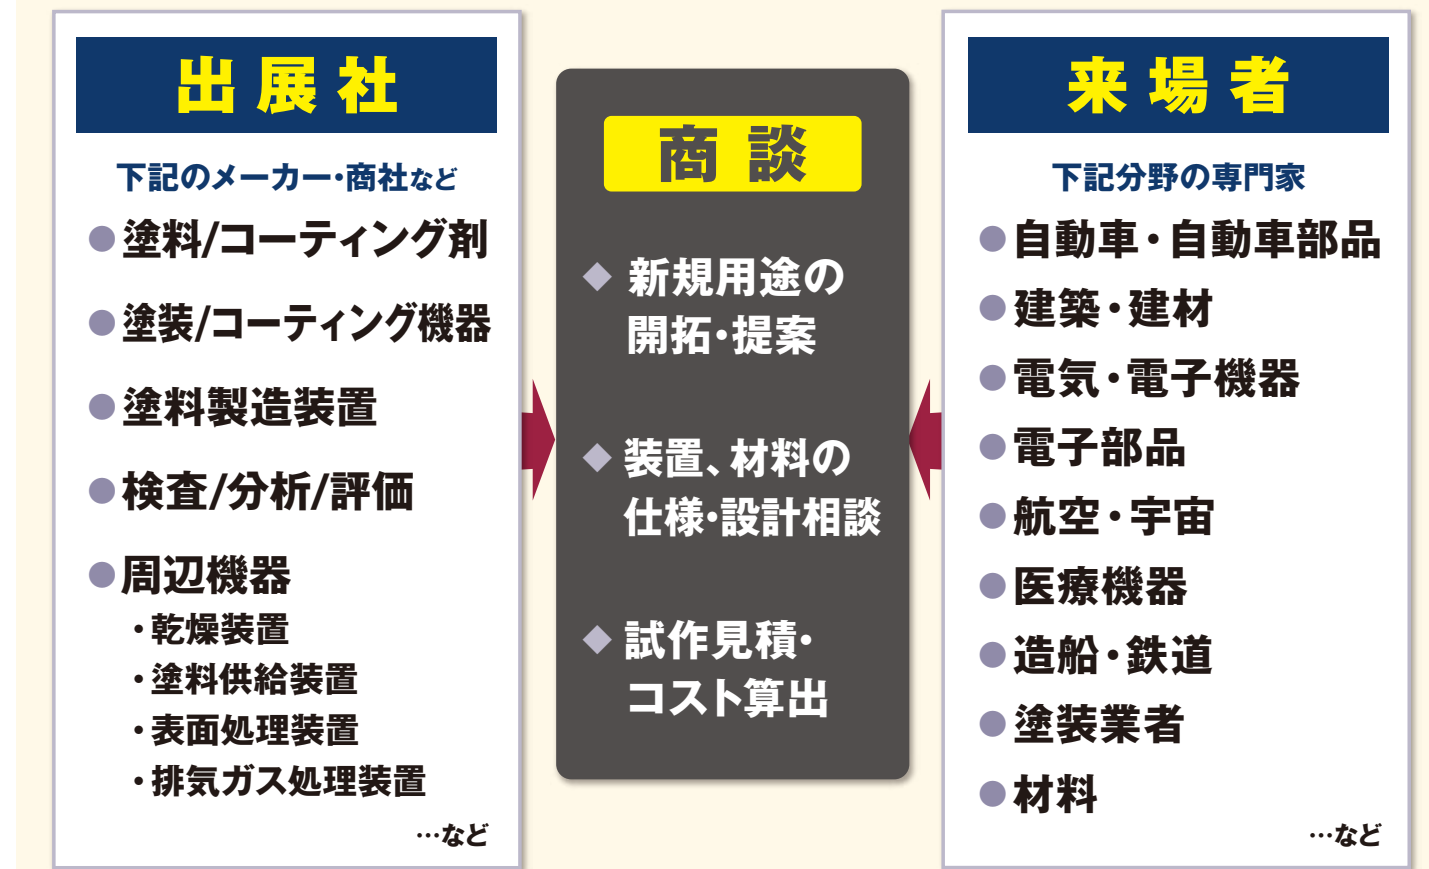 出展社
下記のメーカー・商社など
●塗料/コーティング剤
●塗装/コーティング機器
●塗料製造装置
●検査/分析/評価
●周辺機器
・乾燥装置
・塗料供給装置
・表面処理装置
・排気ガス処理装置
…など
商談
◆新規用途の
開拓・提案
◆装置、材料の
仕様・設計相談
◆試作見積・
コスト算出
来場者
下記分野の専門家
●自動車・自動車部品
●建築・建材
●電気・電子機器
●電子部品
●航空・宇宙
●医療機器
●造船・鉄道
●塗装業者
●材料
…など